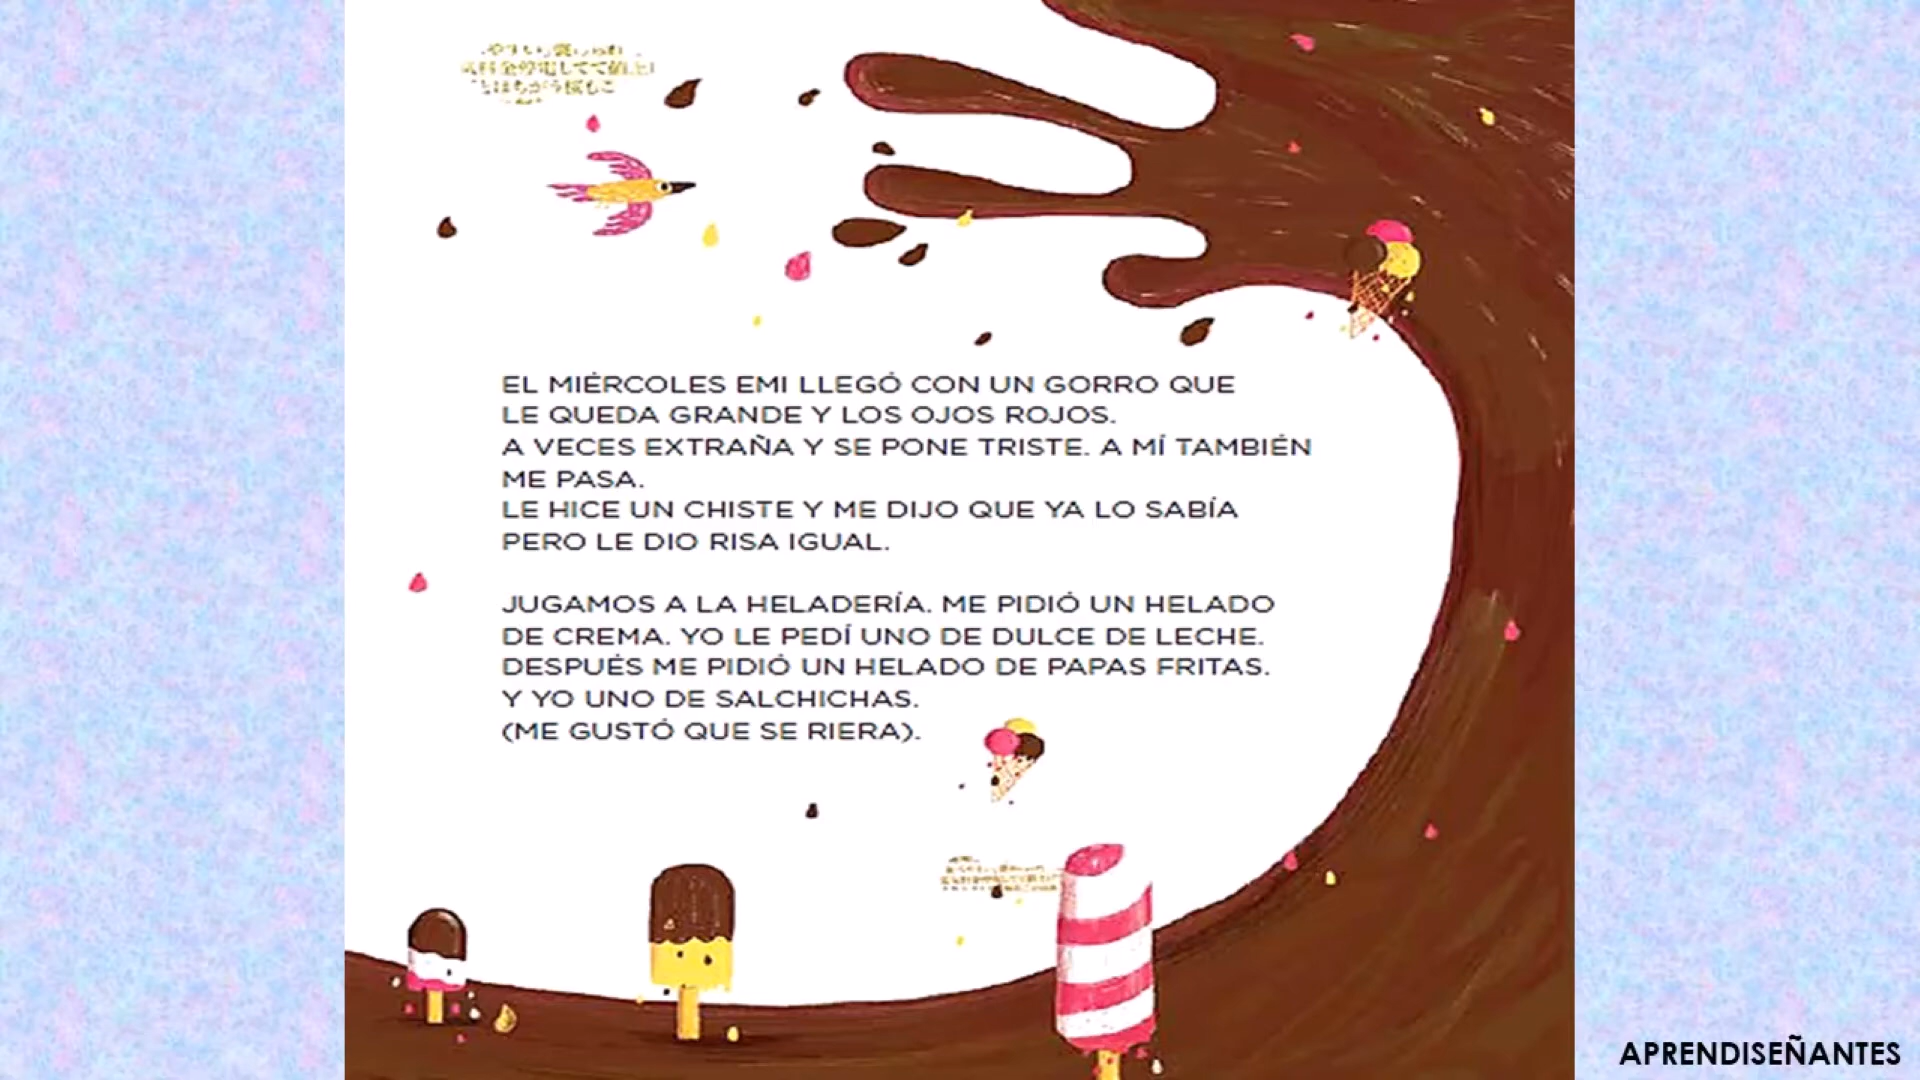 EL MIÉRCOLES EMI LLEGÓ CON UN GORRO QUE
LE QUEDA GRANDE Y LOS OJOS ROJOS.
A VECES EXTRAÑA Y SE PONE TRISTE. A MÍ TAMBIÉN
ME PASA.
LE HICE UN CHISTE Y ME DIJO QUE YA LO SABÍA
PERO LE DIO RISA IGUAL.
JUGAMOS A LA HELADERÍA. ME PIDIÓ UN HELADO
DE CREMA. YO LE PEDÍ UNO DE DULCE DE LECHE.
DESPUÉS ME PIDIÓ UN HELADO DE PAPAS FRITAS.
Y YO UNO DE SALCHICHAS.
(ME GUSTÓ QUE SE RIERA).
APRENDISEÑANTES